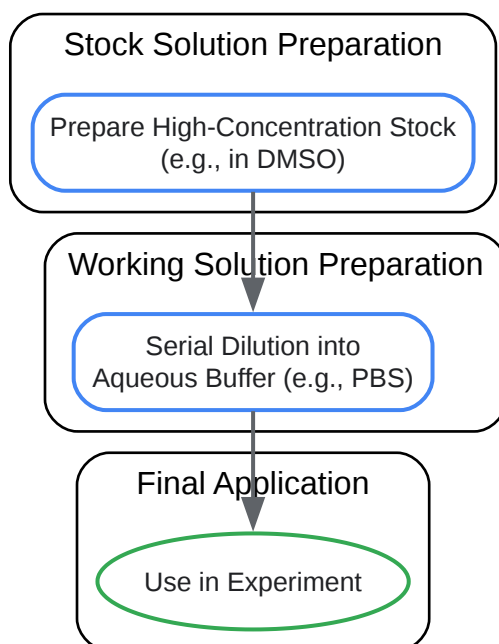 Stock Solution Preparation
Prepare High-Concentration Stock
(e.g., in DMSO)
Working Solution Preparation
Serial Dilution into
Aqueous Buffer (e.g., PBS)
Final Application
Use in Experiment